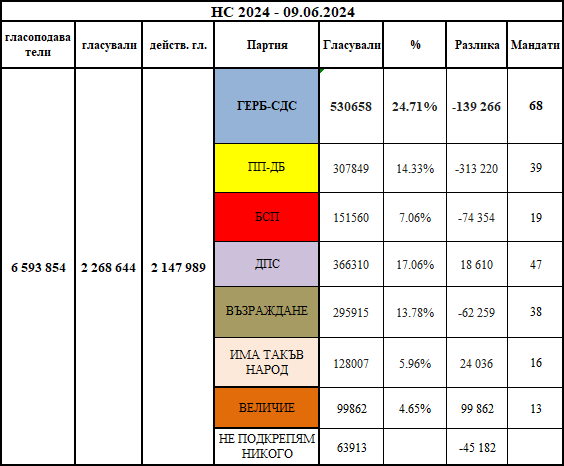 НС 2024 - 09.06.2024
гласоподава
тели гласували действ. гл. Партия Гласували % Разлика Мандати
ГЕРБ-СДС 530658 24.71% -139 266 68
ПП-ДБ 307849 14.33% -313 220 39
БСП 151560 7.06% -74 354 19
6 593 854 2 268 644 2 147 989 ДПС 366310 17.06% 18 610 47
ВЪЗРАЖДАНЕ 295915 13.78% -62 259 38
ИМА ТАКЪВ
НАРОД 128007 5.96% 24 036 16
ВЕЛИЧИЕ 99862 4.65% 99 862 13
НЕ ПОДКРЕПЯМ
НИКОГО 63913 -45 182